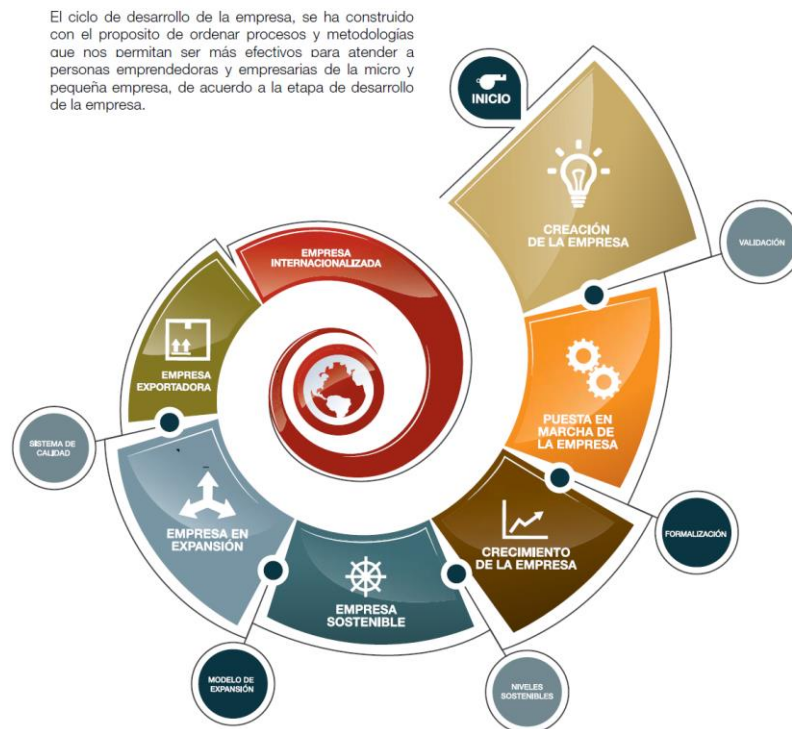 El ciclo de desarrollo de la empresa, se ha construido
con el proposito de ordenar procesos y metodologías
que nos permitan ser más efectivos para atender a
personas emprendedoras y empresarias de la micro y
pequeña empresa, de acuerdo a la etapa de desarrollo
de la empresa.
INICIO
CREACIÓN
DE LA EMPRESA
VALIDACIÓN
PUESTA EN
MARCHA DE
LA EMPRESA
FORMALIZACIÓN
CRECIMIENTO
DE LA EMPRESA
NIVELES
SOSTENIBLES
EMPRESA
SOSTENIBLE
MODELO DE
EXPANSIÓN
EMPRESA EN
EXPANSIÓN
SISTEMA DE
CALIDAD
EMPRESA
EXPORTADORA
EMPRESA
INTERNACIONALIZADA